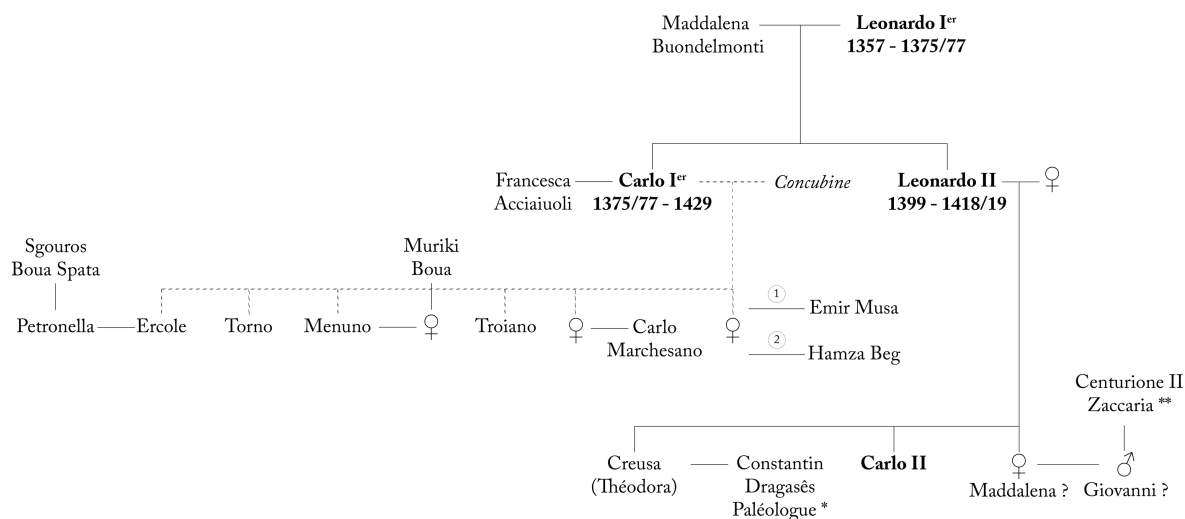 Maddalena
Buondelmonti
Leonardo Ier
1357 - 1375/77
Francesca
Acciaiuoli
Carlo Ier
1375/77 - 1429
Concubine
Leonardo II
1399 - 1418/19
Sgouros
Boua Spata
Muriki
Boua
Petronella
Ercole
Torno
Menuno
Troiano
Carlo
Marchesano
1
Emir Musa
2
Hamza Beg
Centurione II
Zaccaria **
Creusa
(Théodora)
Constantin
Dragasês
Paléologue *
Carlo II
Maddalena ?
Giovanni ?